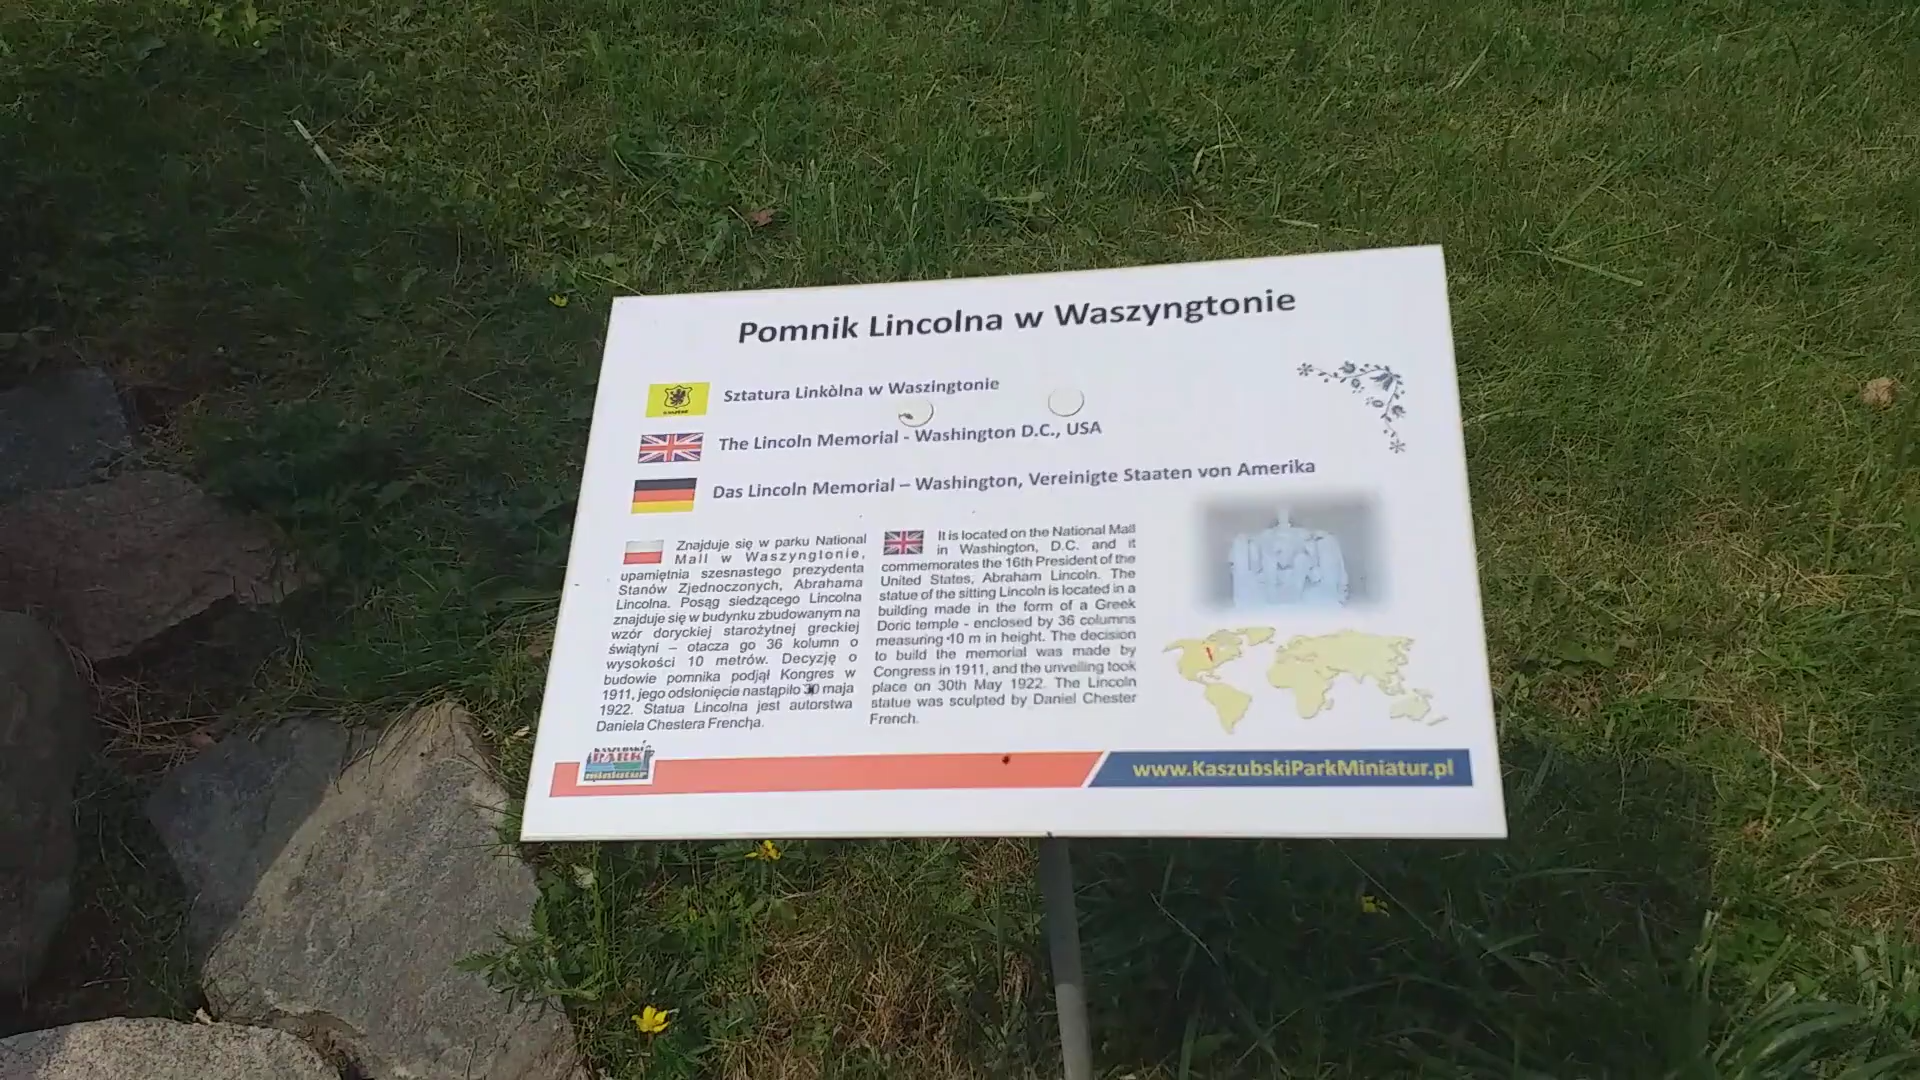 Pomnik Lincolna w Waszyngtonie
Sztatura Linkòlna w Waszingtonie
The Lincoln Memorial - Washington D.C., USA
Das Lincoln Memorial – Washington, Vereinigte Staaten von Amerika
Znajduje się w parku National
Mall w Waszyngtonie,
upamiętnia szesnastego prezydenta
Stanów Zjednoczonych, Abrahama
Lincolna. Posąg siedzącego Lincolna
znajduje się w budynku zbudowanym na
wzór doryckiej starożytnej greckiej
świątyni – otacza go 36 kolumn o
wysokości 10 metrów. Decyzję o
budowie pomnika podjął Kongres w
1911, jego odsłonięcie nastąpiło 30 maja
1922. Statua Lincolna jest autorstwa
Daniela Chestera Frencha.
It is located on the National Mall
in Washington, D.C. and it
commemorates the 16th President of the
United States, Abraham Lincoln. The
statue of the sitting Lincoln is located in a
building made in the form of a Greek
Doric temple - enclosed by 36 columns
measuring 10 m in height. The decision
to build the memorial was made by
Congress in 1911, and the unveiling took
place on 30th May 1922. The Lincoln
statue was sculpted by Daniel Chester
French.
KASZUBSKI
PARK
miniatur
www.KaszubskiParkMiniatur.pl